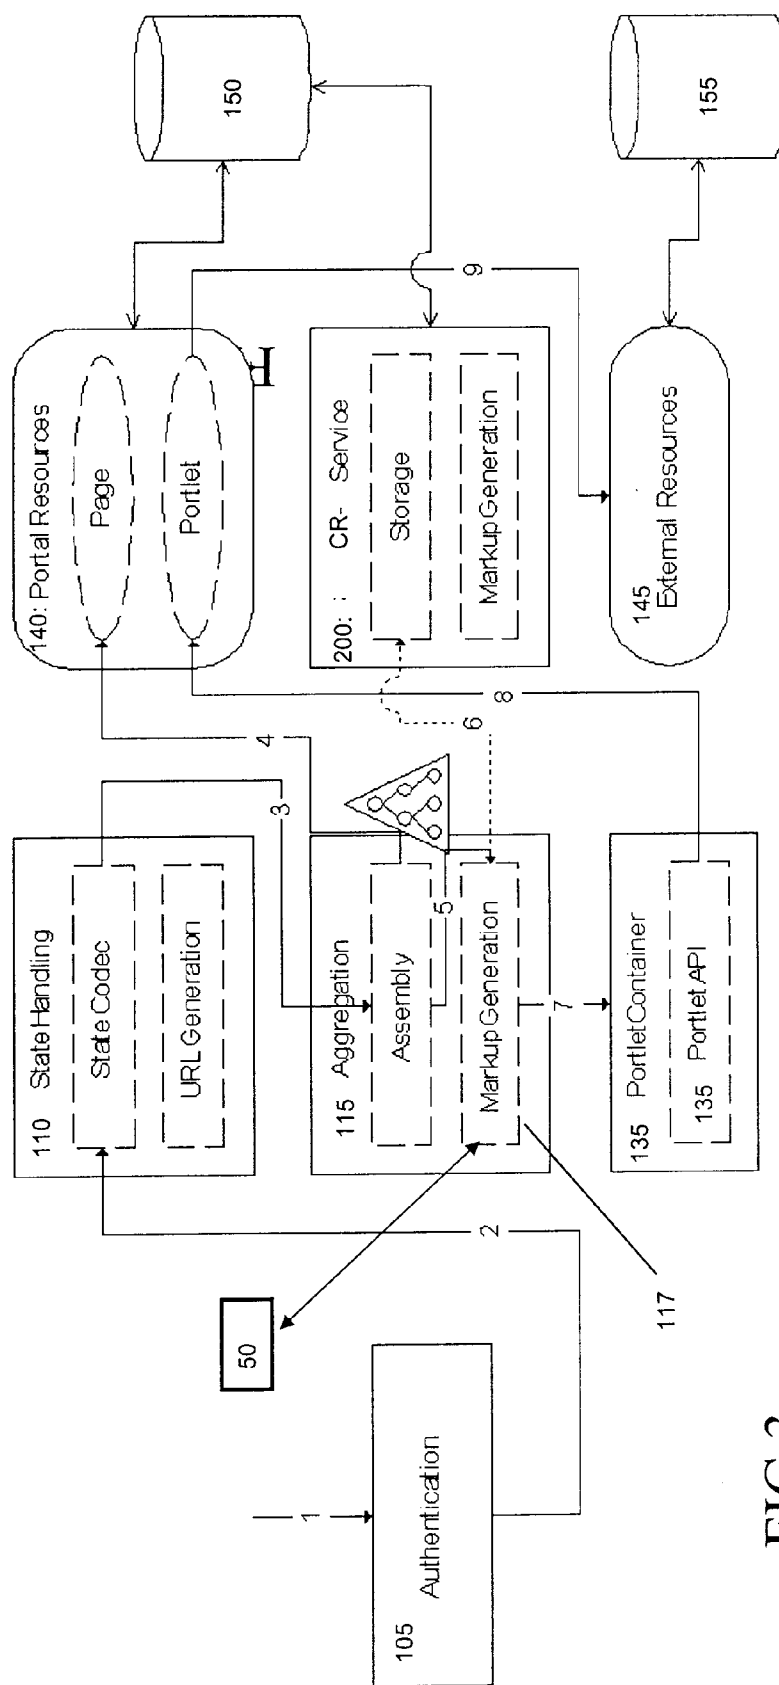 1
105
Authentication
50
2
117
110 State Handling
State Codec
URL Generation
3
115 Aggregation
Assembly
5
Markup Generation
7
135 Portlet Container
135 Portlet API
4
6
8
140: Portal Resources
Page
Portlet
200: : CR- Service
Storage
Markup Generation
145
External Resources
9
150
155